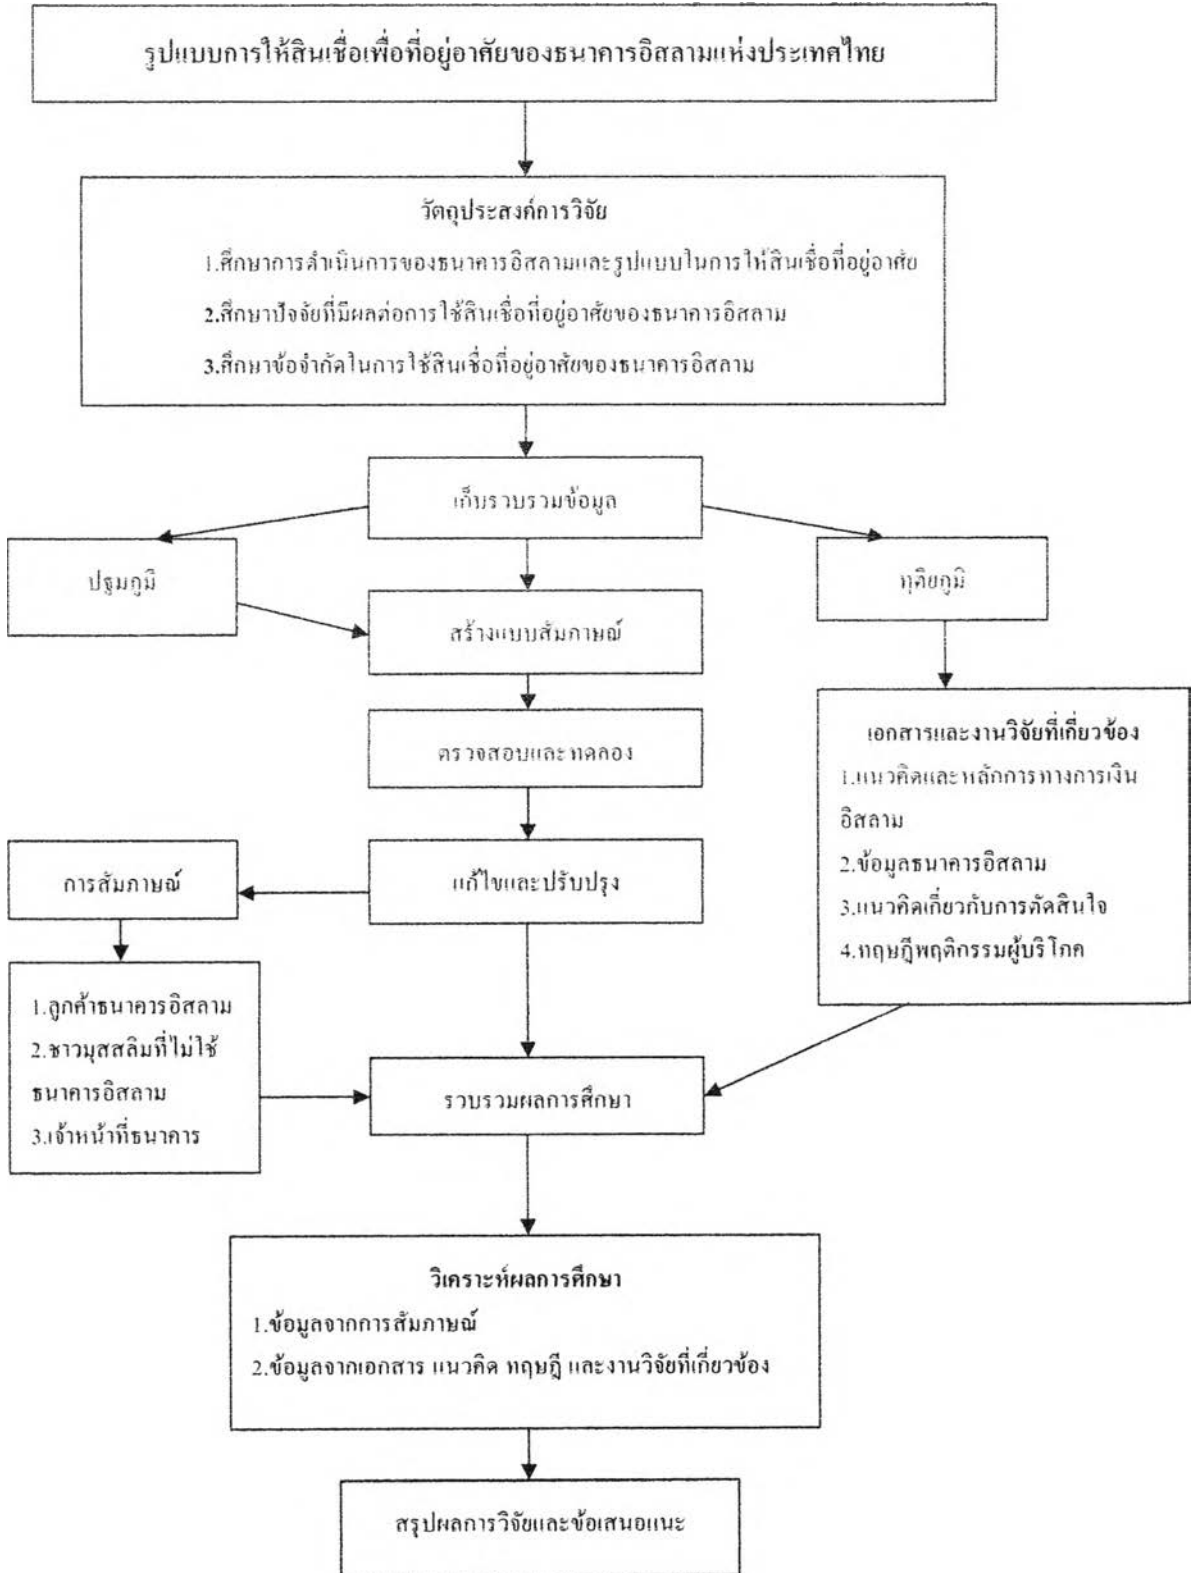 รูปแบบการให้สินเชื่อเพื่อที่อยู่อาศัยของธนาคารอิสลามแห่งประเทศไทย
วัตถุประสงค์การวิจัย
1.ศึกษาการดำเนินการของธนาคารอิสลามและรูปแบบในการให้สินเชื่อที่อยู่อาศัย
2.ศึกษาปัจจัยที่มีผลต่อการใช้สินเชื่อที่อยู่อาศัยของธนาคารอิสลาม
3.ศึกษาข้อจำกัดในการใช้สินเชื่อที่อยู่อาศัยของธนาคารอิสลาม
เก็บรวบรวมข้อมูล
ปฐมภูมิ
ทุติยภูมิ
สร้างแบบสัมภาษณ์
ตรวจสอบและทดลอง
เอกสารและงานวิจัยที่เกี่ยวข้อง
1.แนวคิดและหลักการทางการเงิน
อิสลาม
2.ข้อมูลธนาคารอิสลาม
3.แนวคิดเกี่ยวกับการตัดสินใจ
4.ทฤษฎีพฤติกรรมผู้บริโภค
การสัมภาษณ์
แก้ไขและปรับปรุง
1.ลูกค้าธนาคารอิสลาม
2.ชาวมุสสลิมที่ไม่ใช้
ธนาคารอิสลาม
3.เจ้าหน้าที่ธนาคาร
รวบรวมผลการศึกษา
วิเคราะห์ผลการศึกษา
1.ข้อมูลจากการสัมภาษณ์
2.ข้อมูลจากเอกสาร แนวคิด ทฤษฎี และงานวิจัยที่เกี่ยวข้อง
สรุปผลการวิจัยและข้อเสนอแนะ